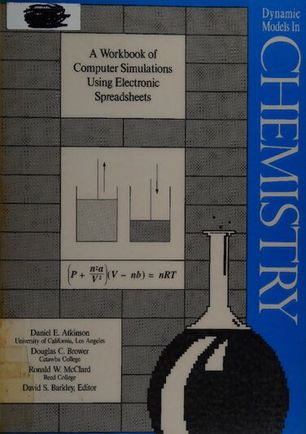 Dynamic
Models In
CHEMISTRY
A Workbook of
Computer Simulations
Using Electronic
Spreadsheets
(P + n²a/V²)(V − nb) = nRT
Daniel E. Atkinson
University of California, Los Angeles
Douglas C. Brower
Catawba College
Ronald W. McClard
Reed College
David S. Barkley, Editor